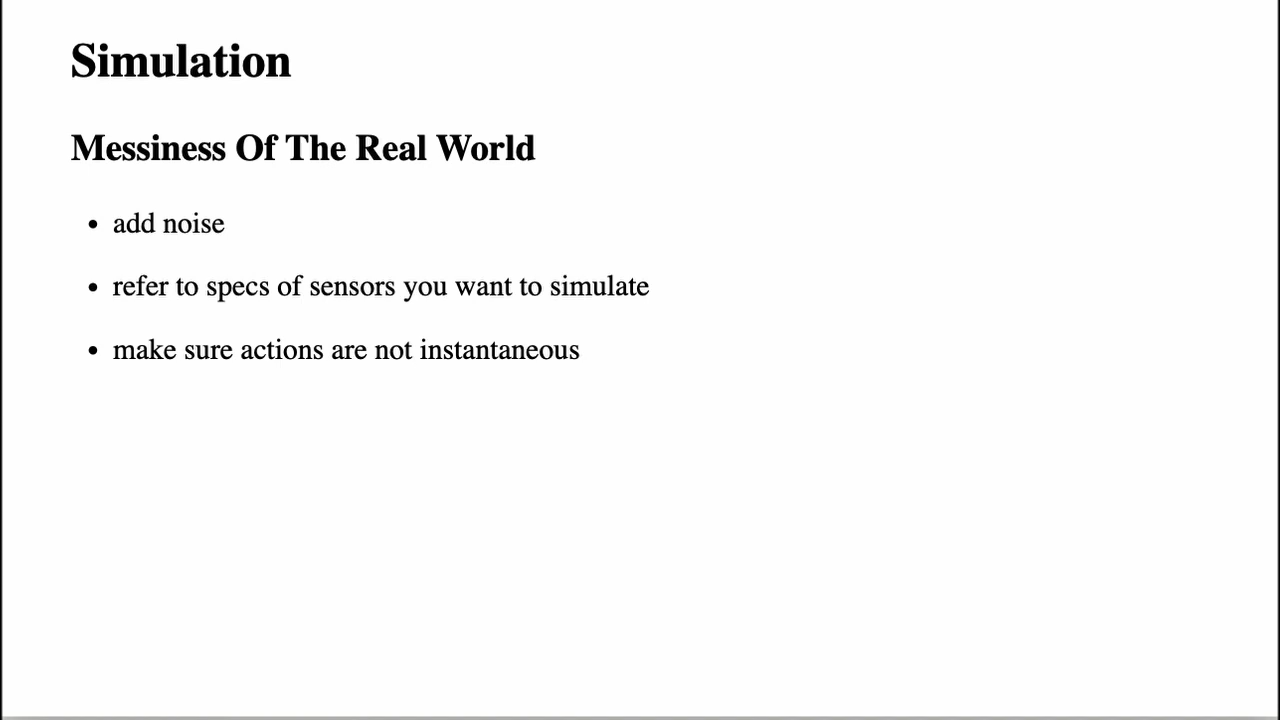 Simulation
Messiness Of The Real World
• add noise
• refer to specs of sensors you want to simulate
• make sure actions are not instantaneous